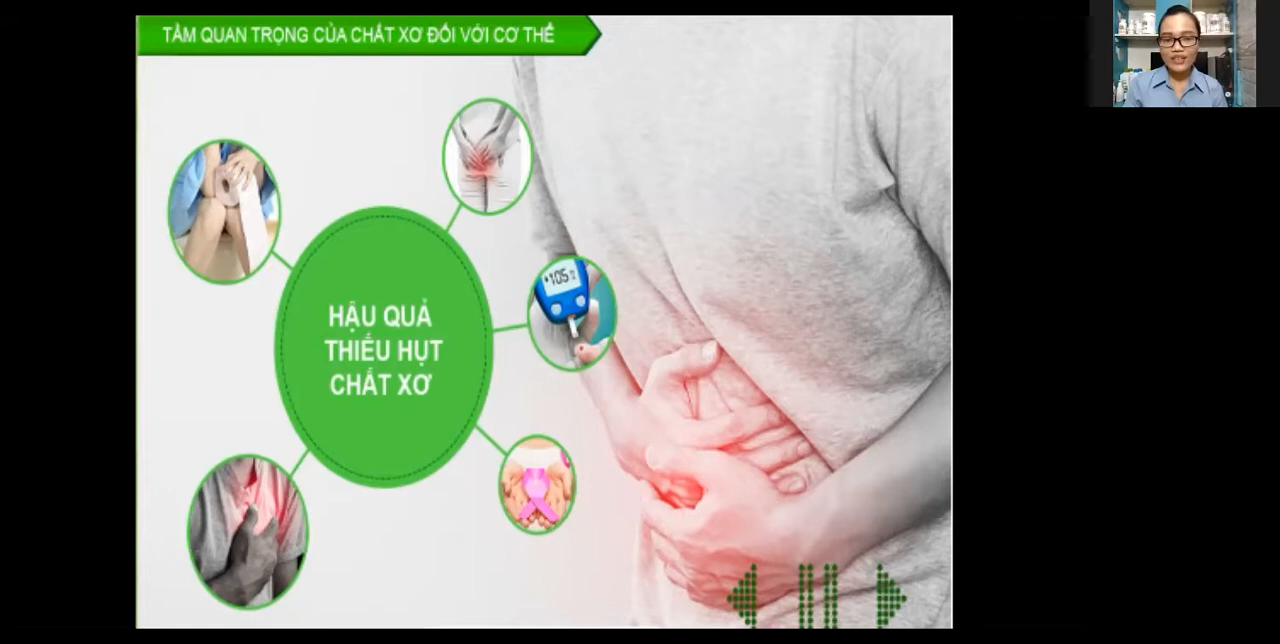 TẦM QUAN TRỌNG CỦA CHẤT XƠ ĐỐI VỚI CƠ THỂ
105
HẬU QUẢ
THIẾU HỤT
CHẤT XƠ